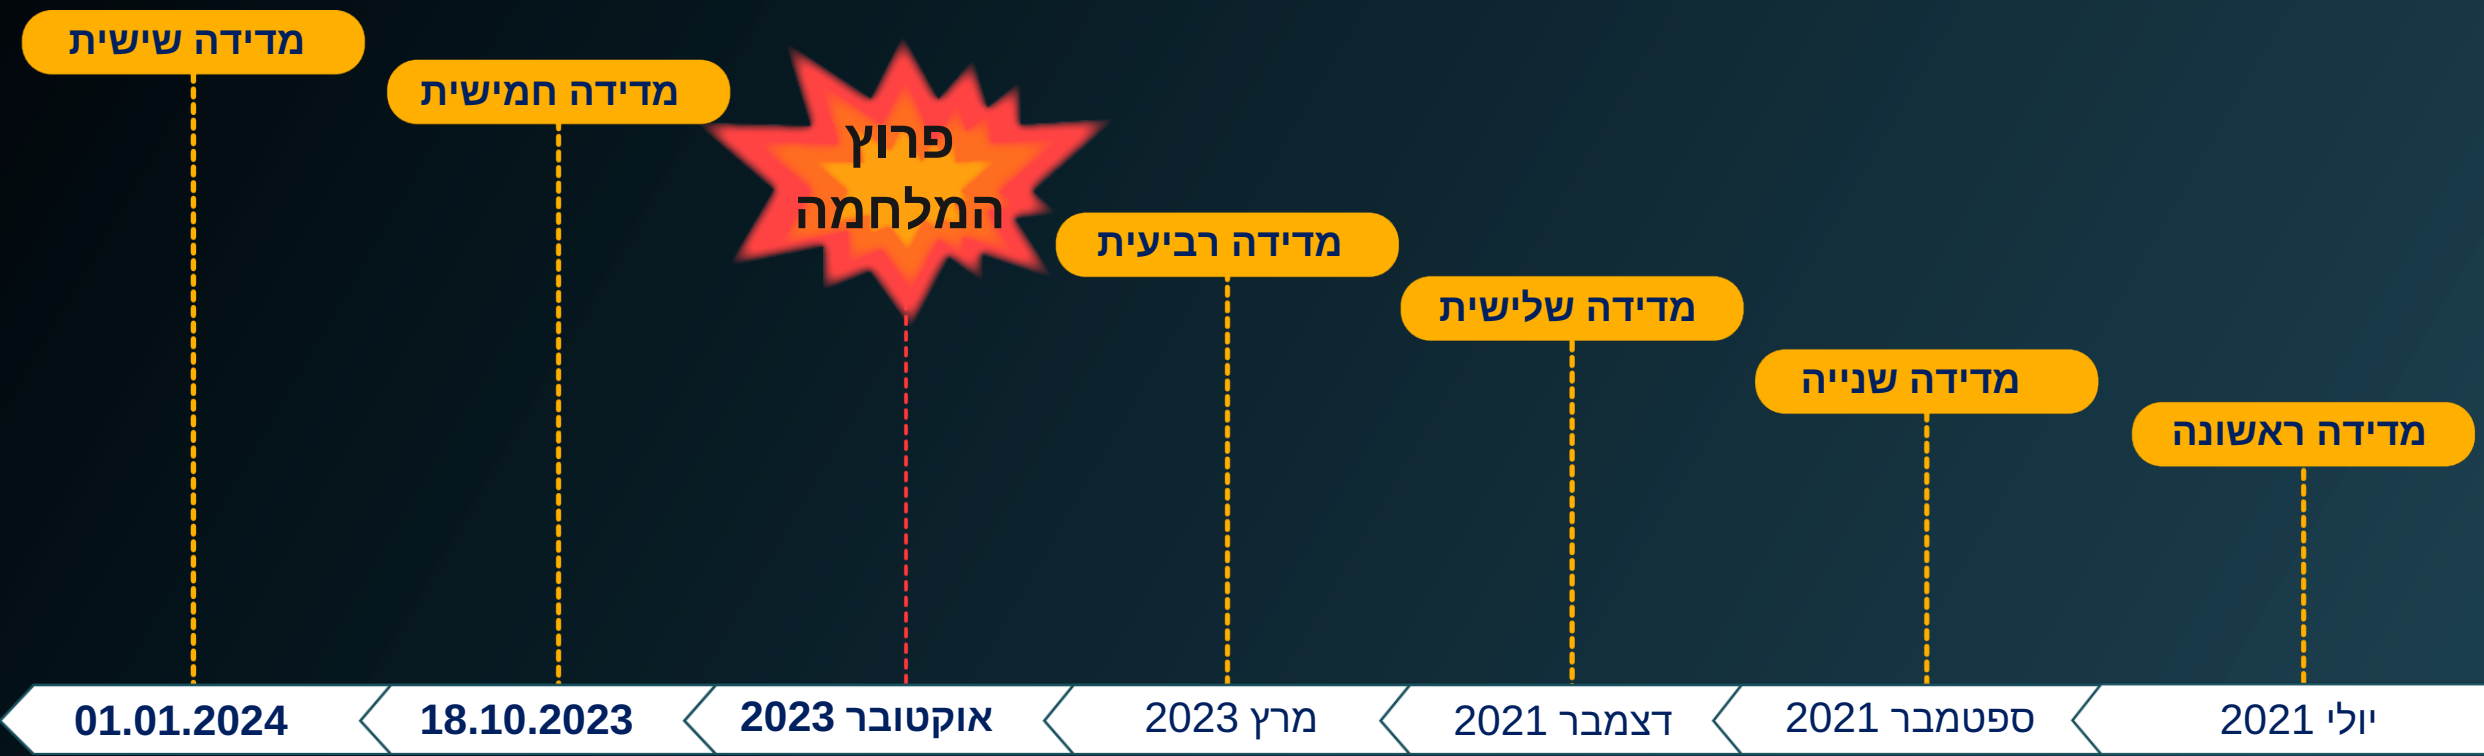 מדידה שישית
מדידה חמישית
פרוץ
המלחמה
מדידה רביעית
מדידה שלישית
מדידה שנייה
מדידה ראשונה
יולי 2021
ספטמבר 2021
דצמבר 2021
מרץ 2023
אוקטובר 2023
18.10.2023
01.01.2024